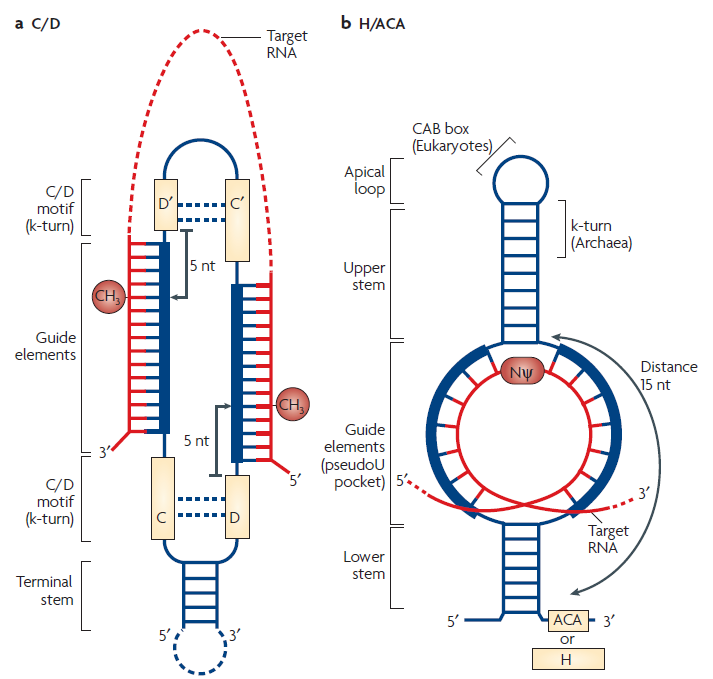 a C/D
Target
RNA
C/D
motif
(k-turn)
D′
C′
5 nt
CH3
Guide
elements
CH3
5 nt
3′
5′
C/D
motif
(k-turn)
C
D
Terminal
stem
5′
3′
b H/ACA
CAB box
(Eukaryotes)
Apical
loop
k-turn
(Archaea)
Upper
stem
Nψ
Distance
15 nt
Guide
elements
(pseudoU
pocket)
5′
3′
Target
RNA
Lower
stem
5′
ACA
3′
or
H